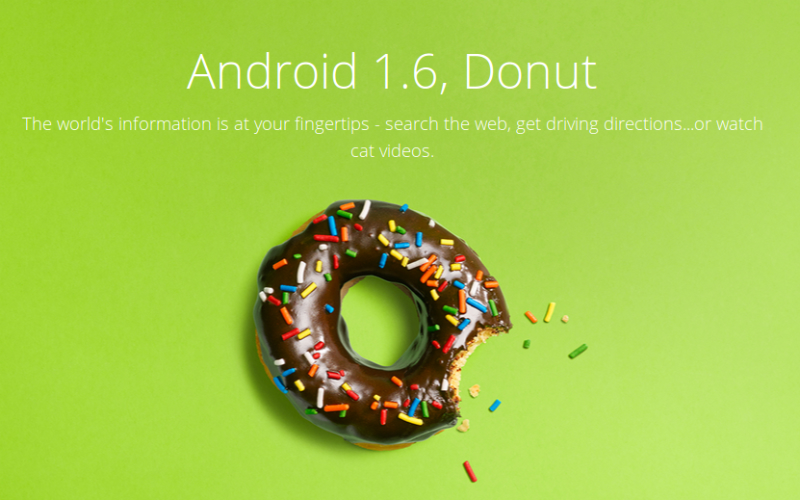 Android 1.6, Donut
The world's information is at your fingertips - search the web, get driving directions...or watch
cat videos.